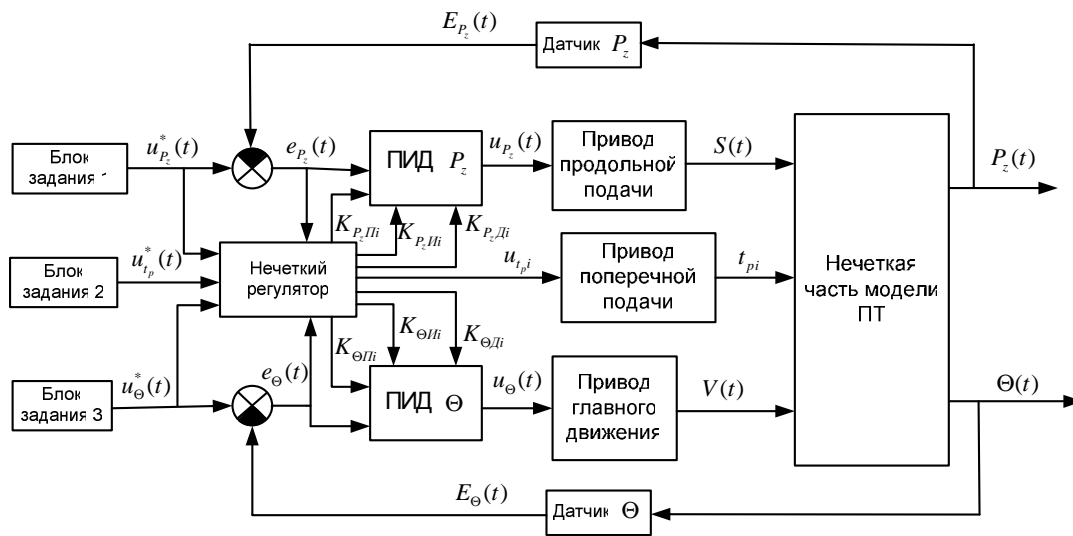 E_{P_z}(t)
Датчик P_z
Блок
задания 1
u^*_{P_z}(t)
e_{P_z}(t)
ПИД P_z
u_{P_z}(t)
Привод
продольной
подачи
S(t)
P_z(t)
K_{P_zПi}
K_{P_zИi}
K_{P_zДi}
Блок
задания 2
u^*_{t_p}(t)
Нечеткий
регулятор
u_{t_pi}
Привод
поперечной
подачи
t_{pi}
Нечеткая
часть модели
ПТ
K_{ΘПi}
K_{ΘИi}
K_{ΘДi}
Блок
задания 3
u^*_Θ(t)
e_Θ(t)
ПИД Θ
u_Θ(t)
Привод
главного
движения
V(t)
Θ(t)
E_Θ(t)
Датчик Θ